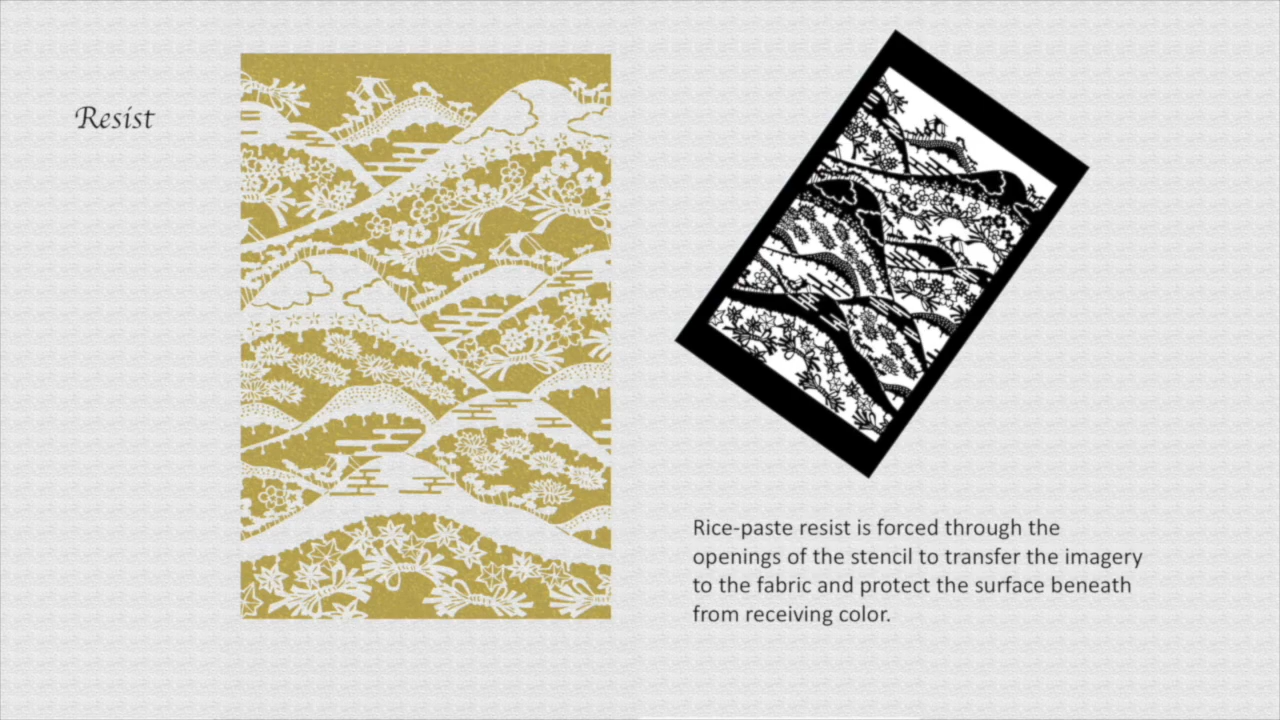 Resist
Rice-paste resist is forced through the
openings of the stencil to transfer the imagery
to the fabric and protect the surface beneath
from receiving color.